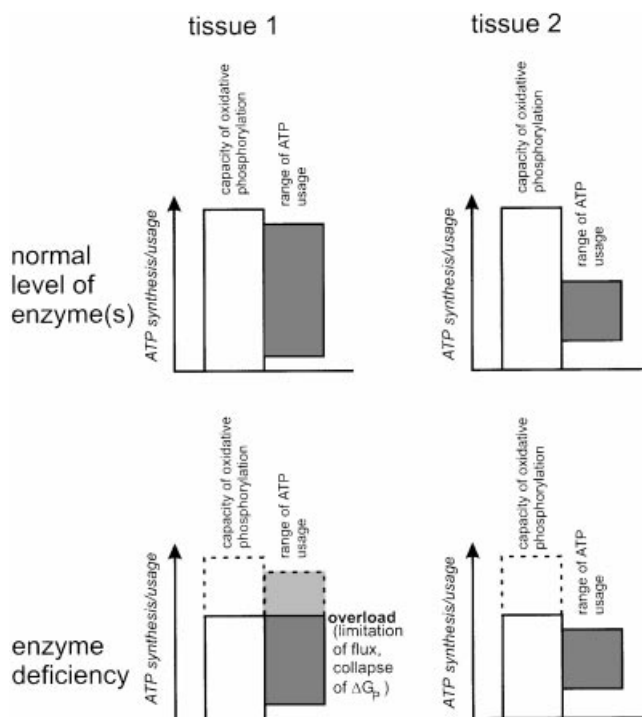 tissue 1
tissue 2
capacity of oxidative
phosphorylation
range of ATP
usage
capacity of oxidative
phosphorylation
range of ATP
usage
normal
level of
enzyme(s)
ATP synthesis/usage
ATP synthesis/usage
capacity of oxidative
phosphorylation
range of ATP
usage
capacity of oxidative
phosphorylation
range of ATP
usage
enzyme
deficiency
ATP synthesis/usage
overload
(limitation
of flux,
collapse
of ΔGₚ)
ATP synthesis/usage